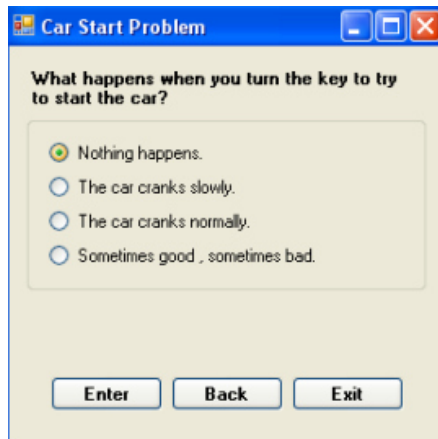 Car Start Problem
What happens when you turn the key to try
to start the car?
Nothing happens.
The car cranks slowly.
The car cranks normally.
Sometimes good , sometimes bad.
Enter Back Exit